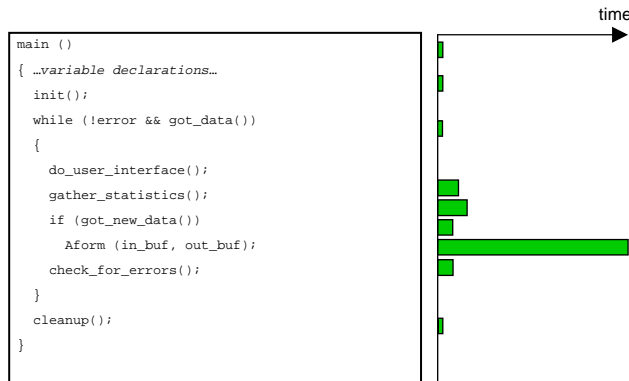 time
main ()
{ …variable declarations…
init();
while (!error && got_data())
{
do_user_interface();
gather_statistics();
if (got_new_data())
Aform (in_buf, out_buf);
check_for_errors();
}
cleanup();
}